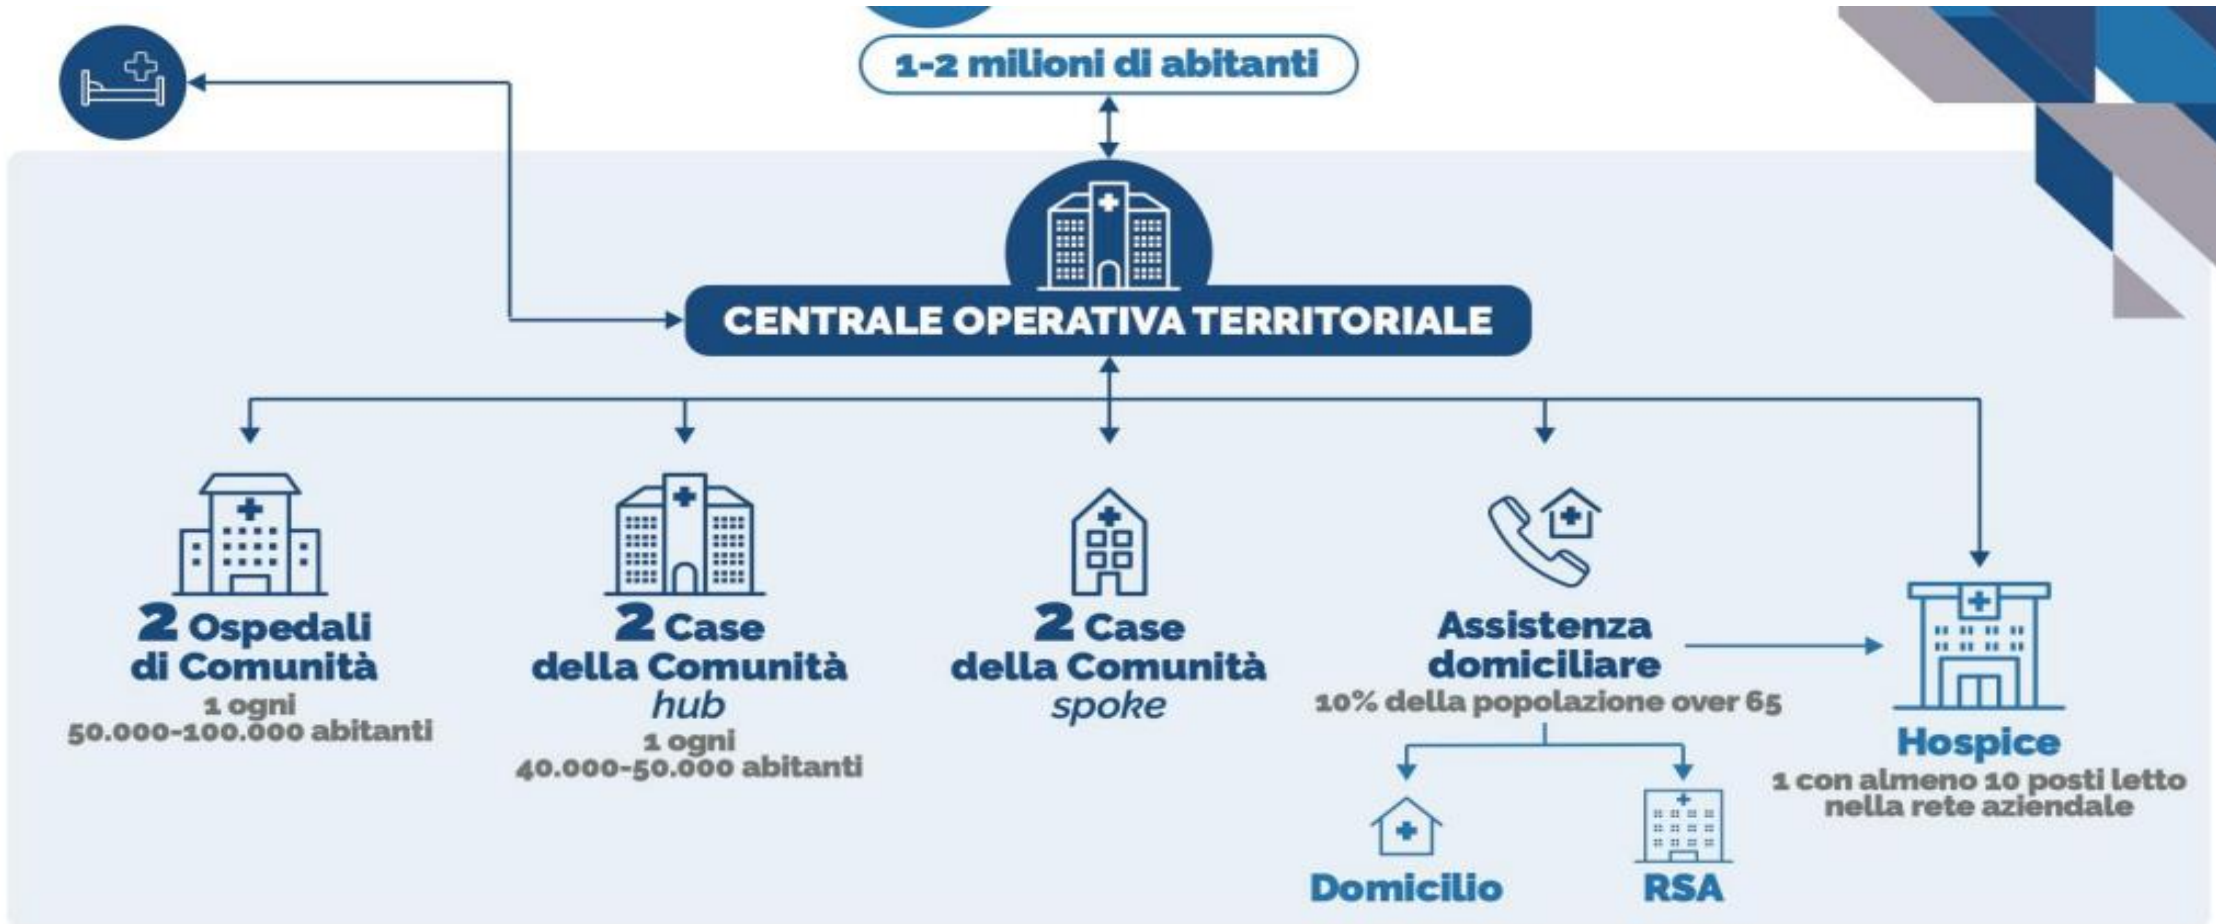 1-2 milioni di abitanti
CENTRALE OPERATIVA TERRITORIALE
2 Ospedali
di Comunità
1 ogni
50.000-100.000 abitanti
2 Case
della Comunità
hub
1 ogni
40.000-50.000 abitanti
2 Case
della Comunità
spoke
Assistenza
domiciliare
10% della popolazione over 65
Domicilio
RSA
Hospice
1 con almeno 10 posti letto
nella rete aziendale